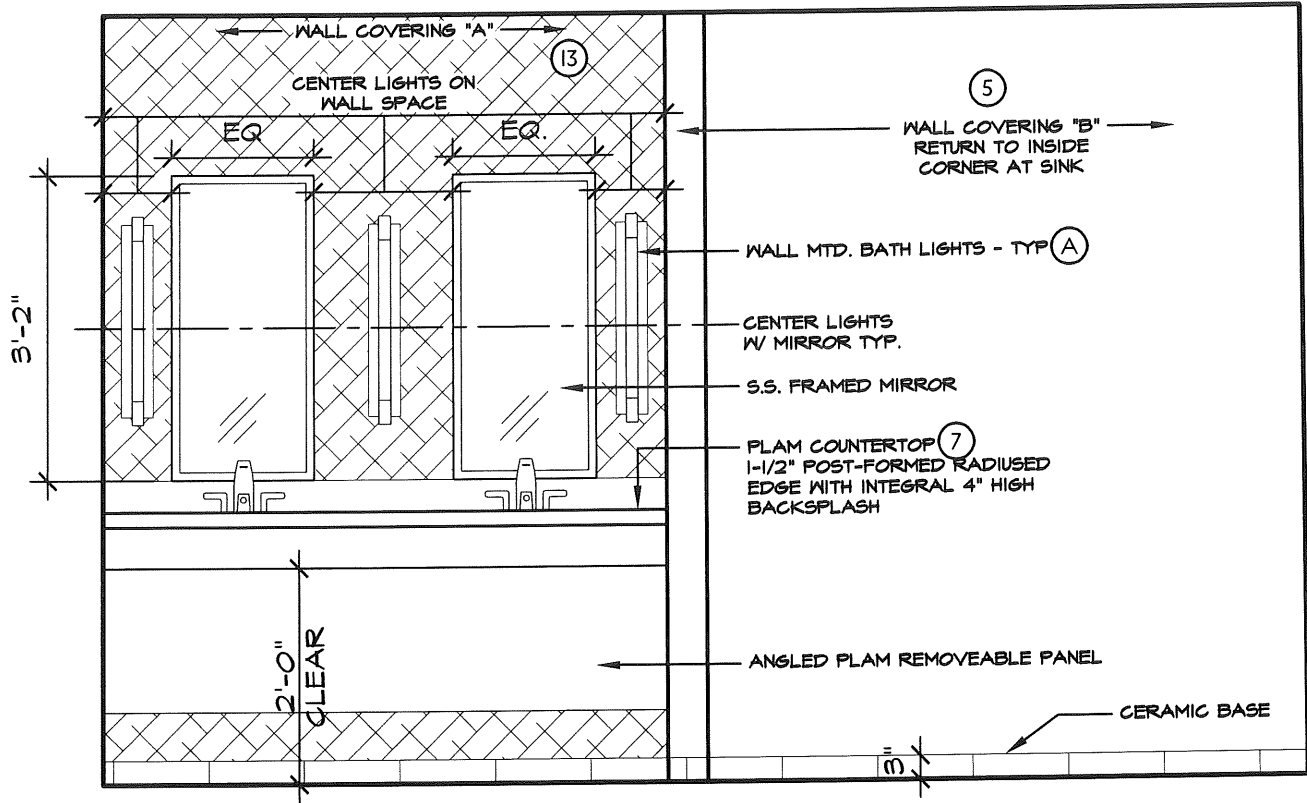 WALL COVERING "A"
13
CENTER LIGHTS ON
WALL SPACE
EQ
EQ.
5
WALL COVERING "B"
RETURN TO INSIDE
CORNER AT SINK
3'-2"
WALL MTD. BATH LIGHTS - TYP A
CENTER LIGHTS
W/ MIRROR TYP.
S.S. FRAMED MIRROR
PLAM COUNTERTOP 7
1-1/2" POST-FORMED RADIUSED
EDGE WITH INTEGRAL 4" HIGH
BACKSPLASH
2'-0"
CLEAR
ANGLED PLAM REMOVEABLE PANEL
CERAMIC BASE
3"